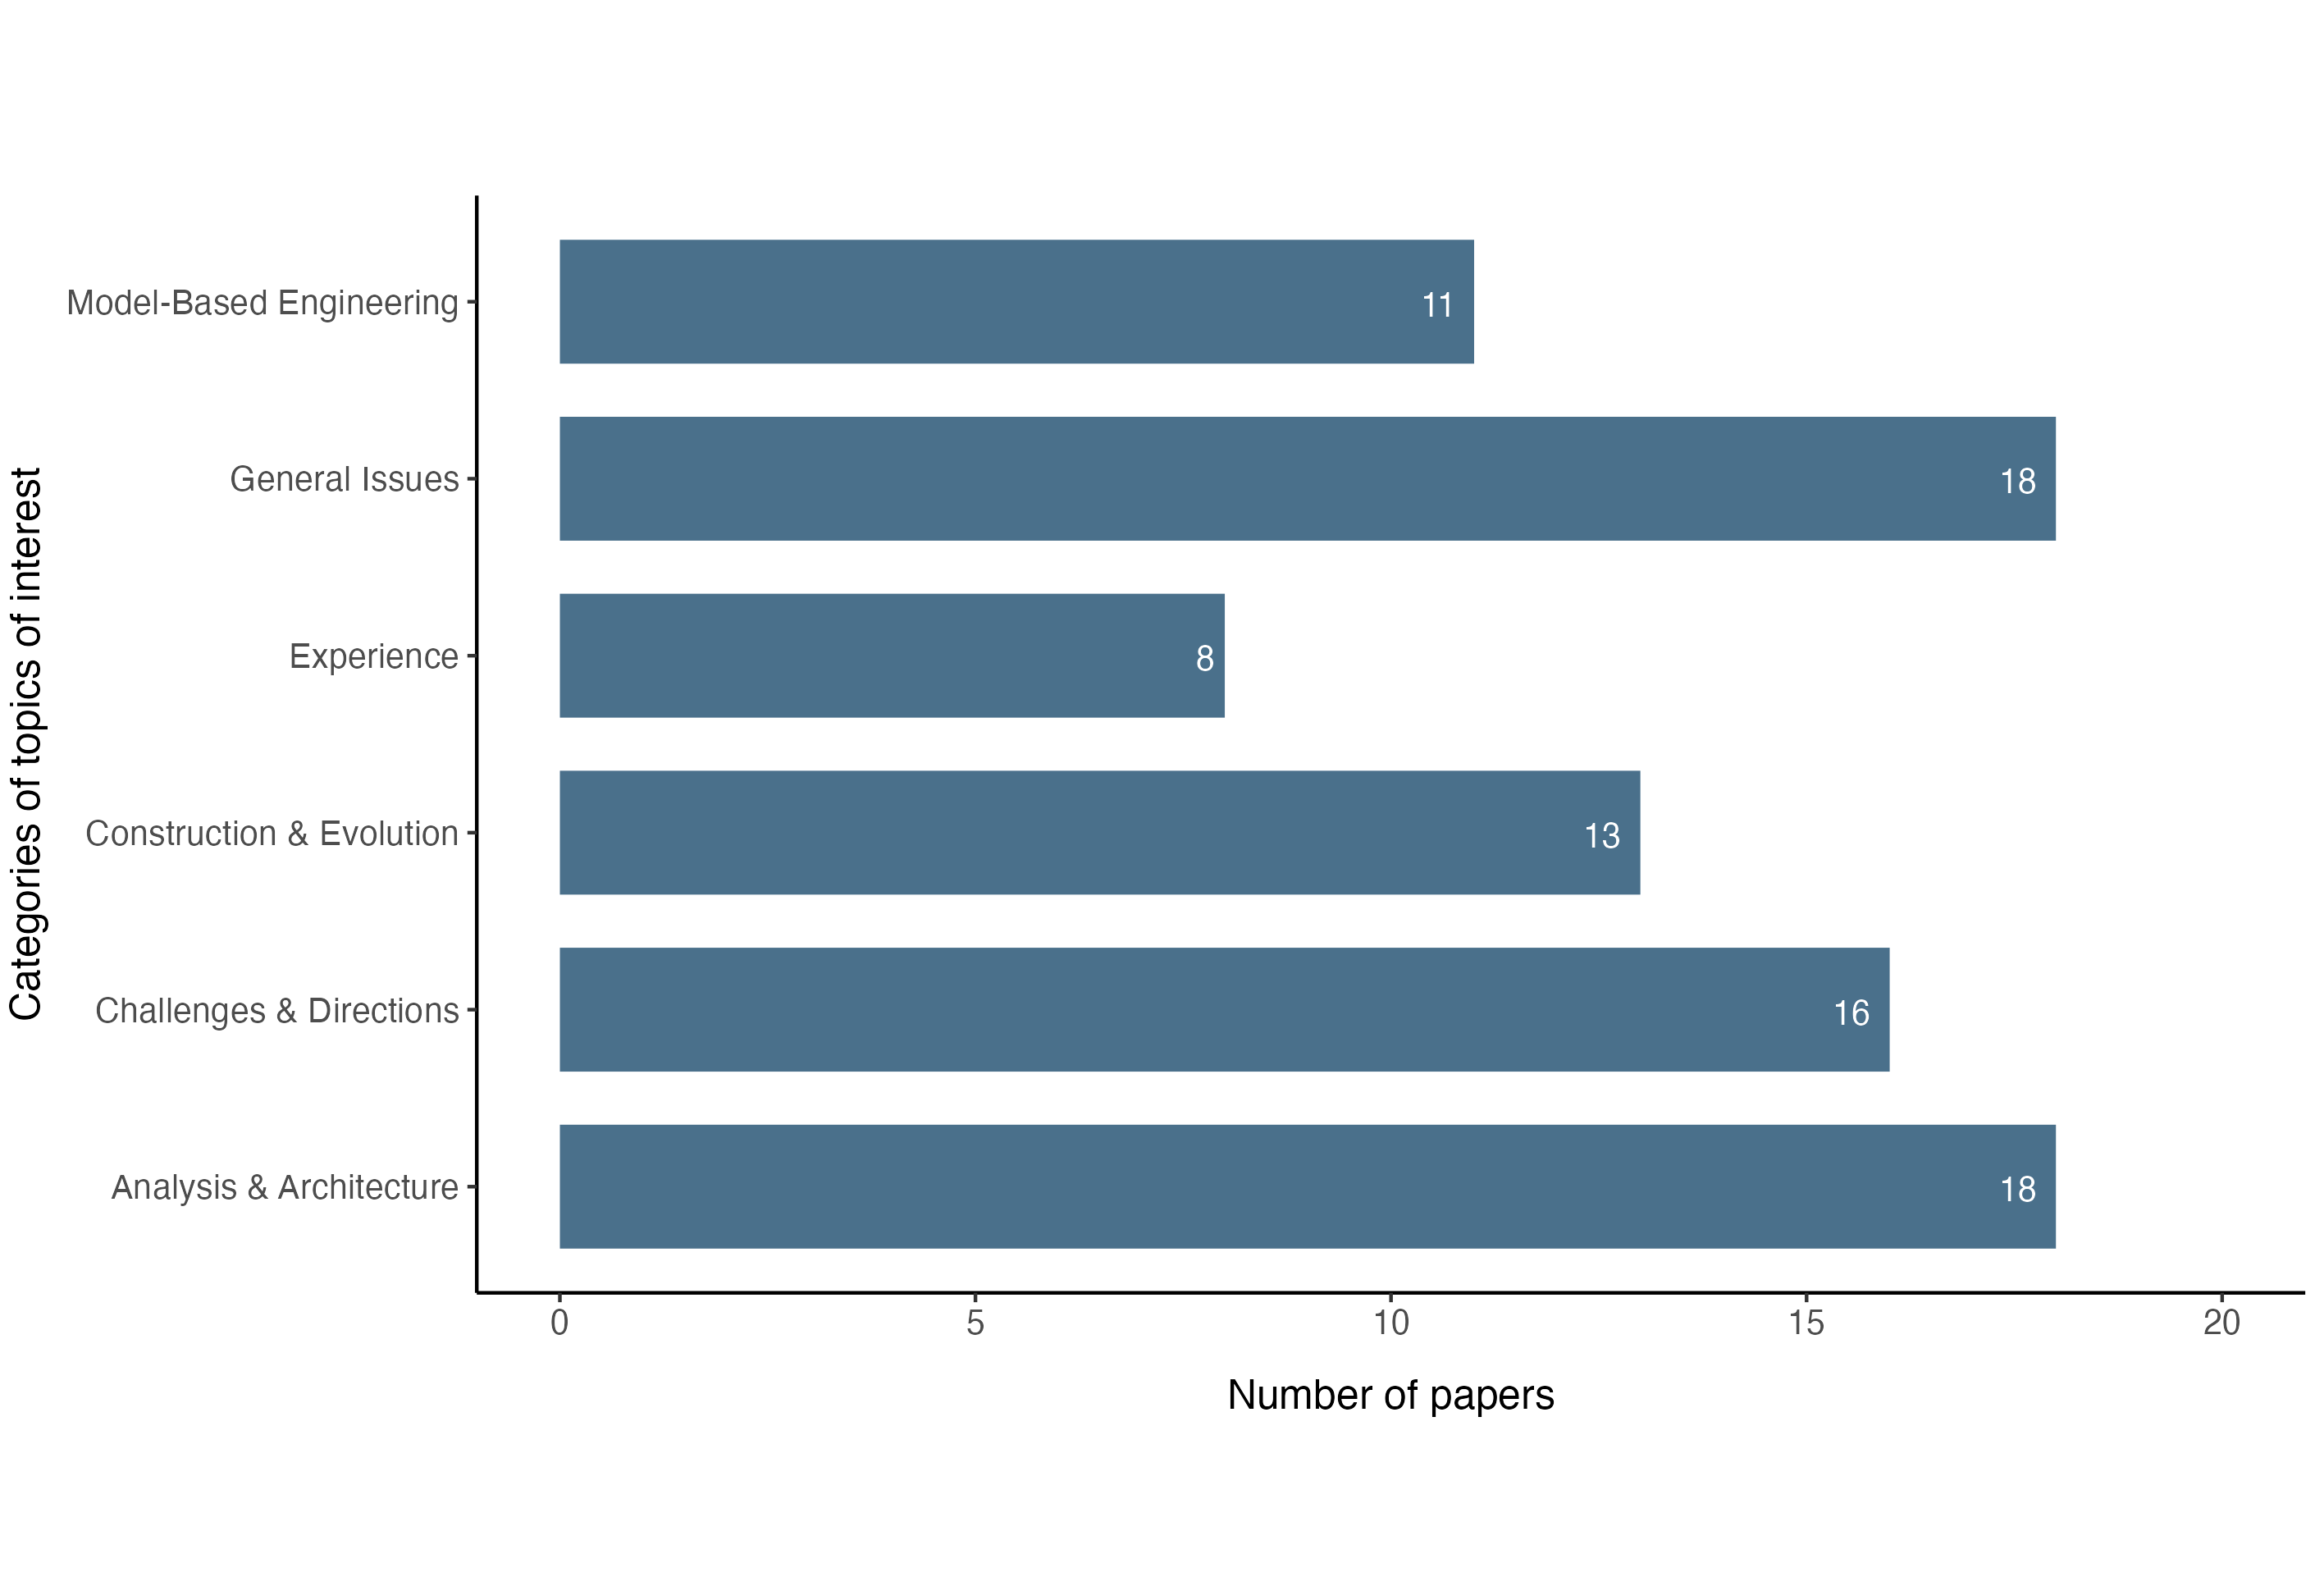 Categories of topics of interest
Model-Based Engineering
11
General Issues
18
Experience
8
Construction & Evolution
13
Challenges & Directions
16
Analysis & Architecture
18
0 5 10 15 20
Number of papers